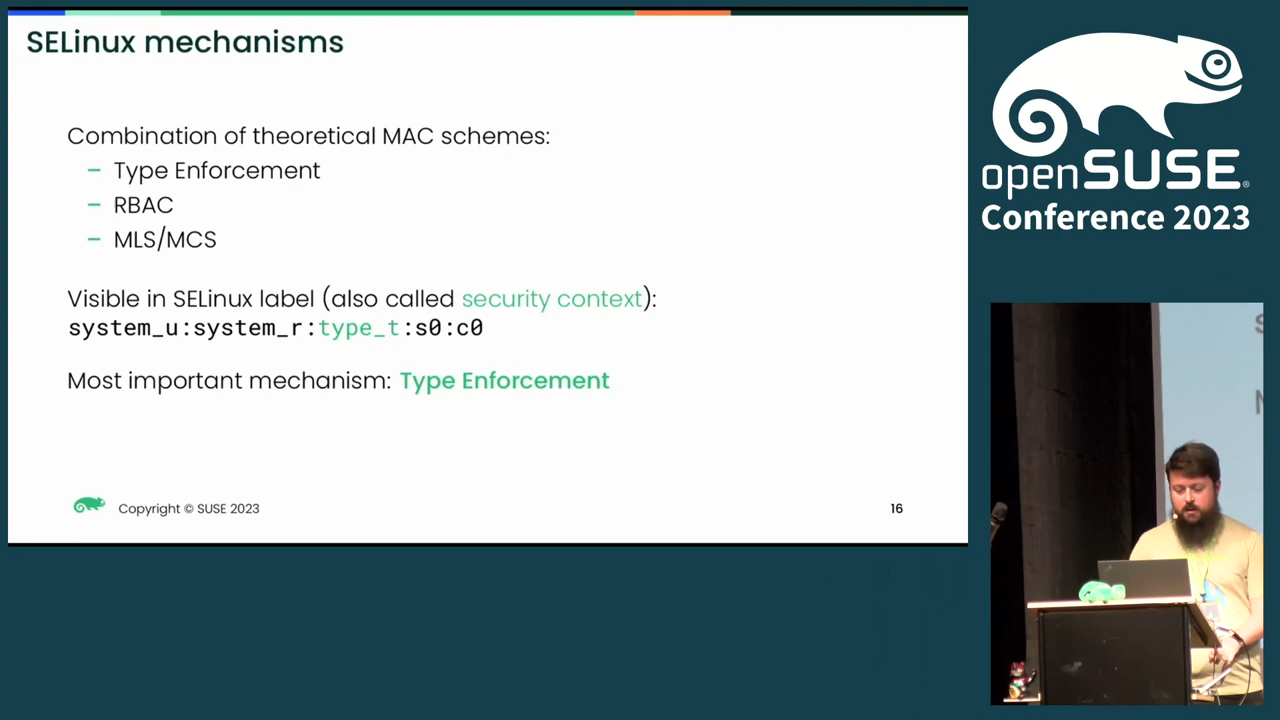 SELinux mechanisms
Combination of theoretical MAC schemes:
– Type Enforcement
– RBAC
– MLS/MCS
Visible in SELinux label (also called security context):
system_u:system_r:type_t:s0:c0
Most important mechanism: Type Enforcement
Copyright © SUSE 2023
16
openSUSE®
Conference 2023